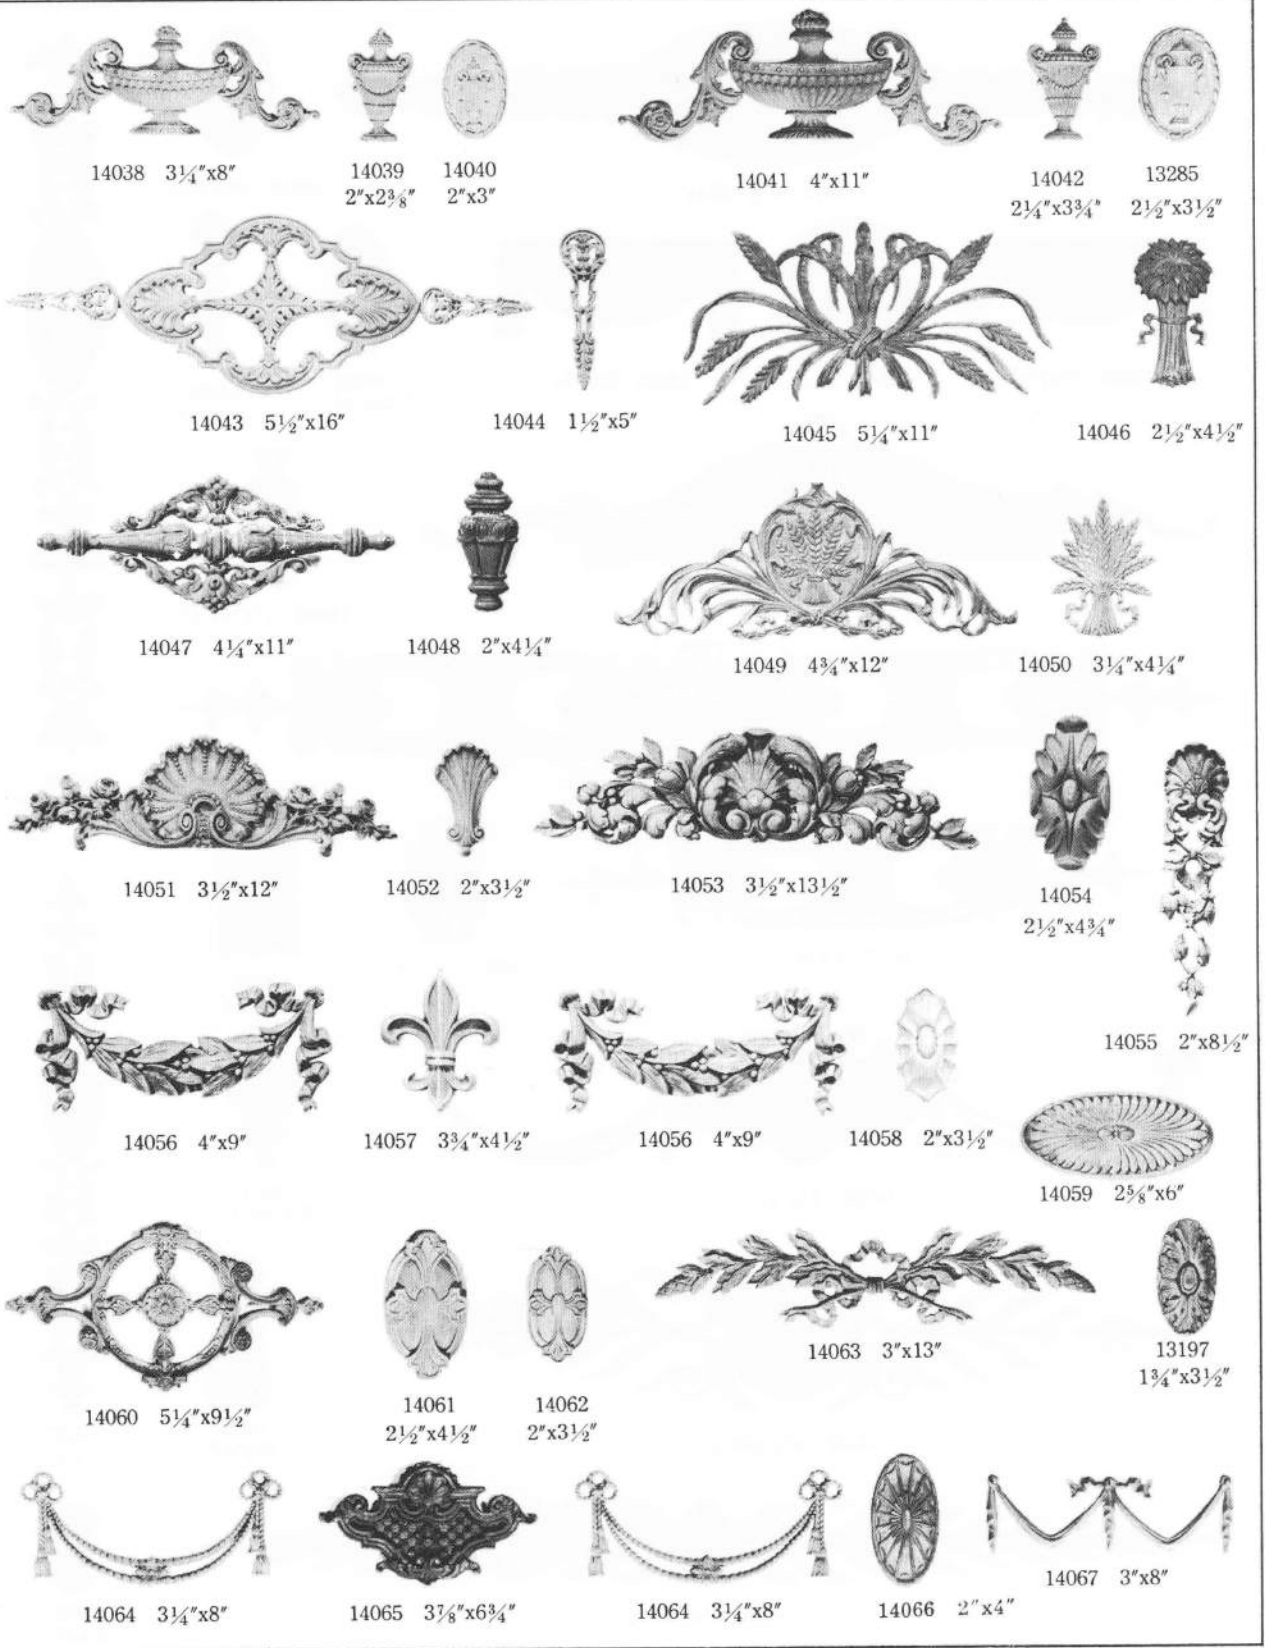 14038 3¼"x8"
14039
2"x2⅜"
14040
2"x3"
14041 4"x11"
14042
2¼"x3¾"
13285
2½"x3½"
14043 5½"x16"
14044 1½"x5"
14045 5¼"x11"
14046 2½"x4½"
14047 4¼"x11"
14048 2"x4¼"
14049 4¾"x12"
14050 3¼"x4¼"
14051 3½"x12"
14052 2"x3½"
14053 3½"x13½"
14054
2½"x4¾"
14055 2"x8½"
14056 4"x9"
14057 3¾"x4½"
14056 4"x9"
14058 2"x3½"
14059 2⅝"x6"
14060 5¼"x9½"
14061
2½"x4½"
14062
2"x3½"
14063 3"x13"
13197
1¾"x3½"
14064 3¼"x8"
14065 3⅞"x6¾"
14064 3¼"x8"
14066 2"x4"
14067 3"x8"